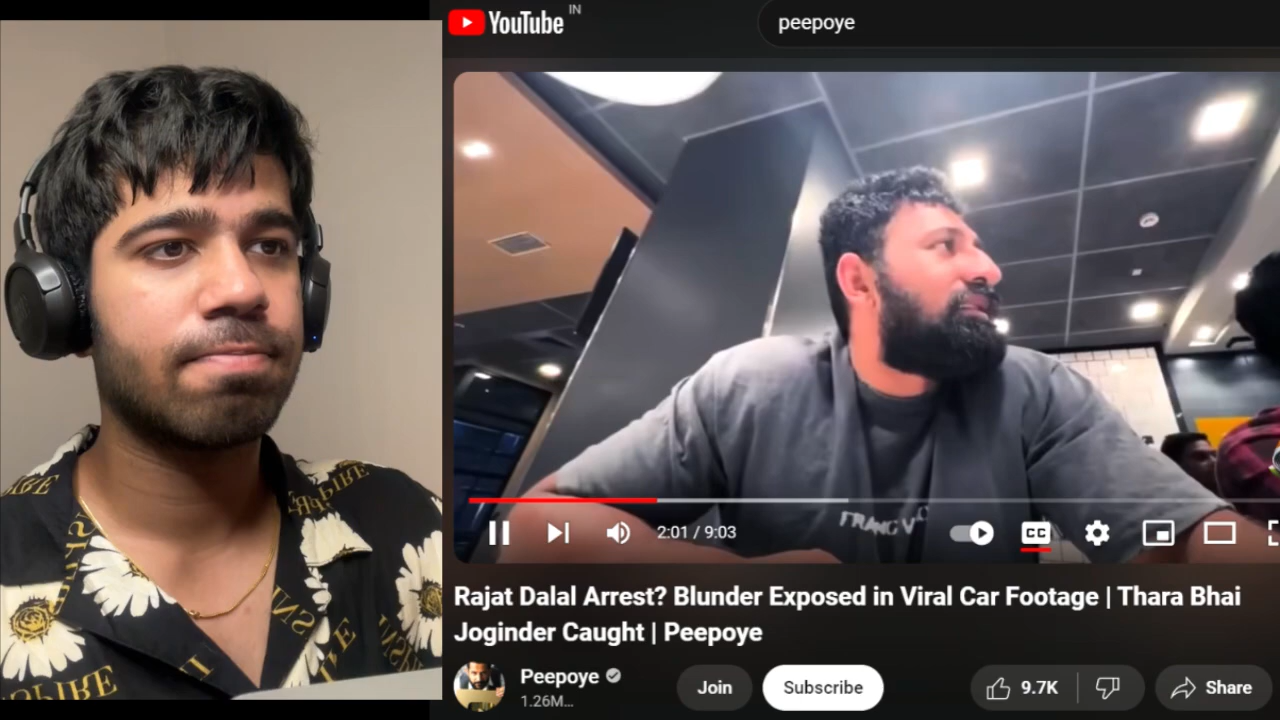 YouTube IN
peepoye
2:01 / 9:03
CC
Rajat Dalal Arrest? Blunder Exposed in Viral Car Footage | Thara Bhai
Joginder Caught | Peepoye
Peepoye
1.26M...
Join
Subscribe
9.7K
Share